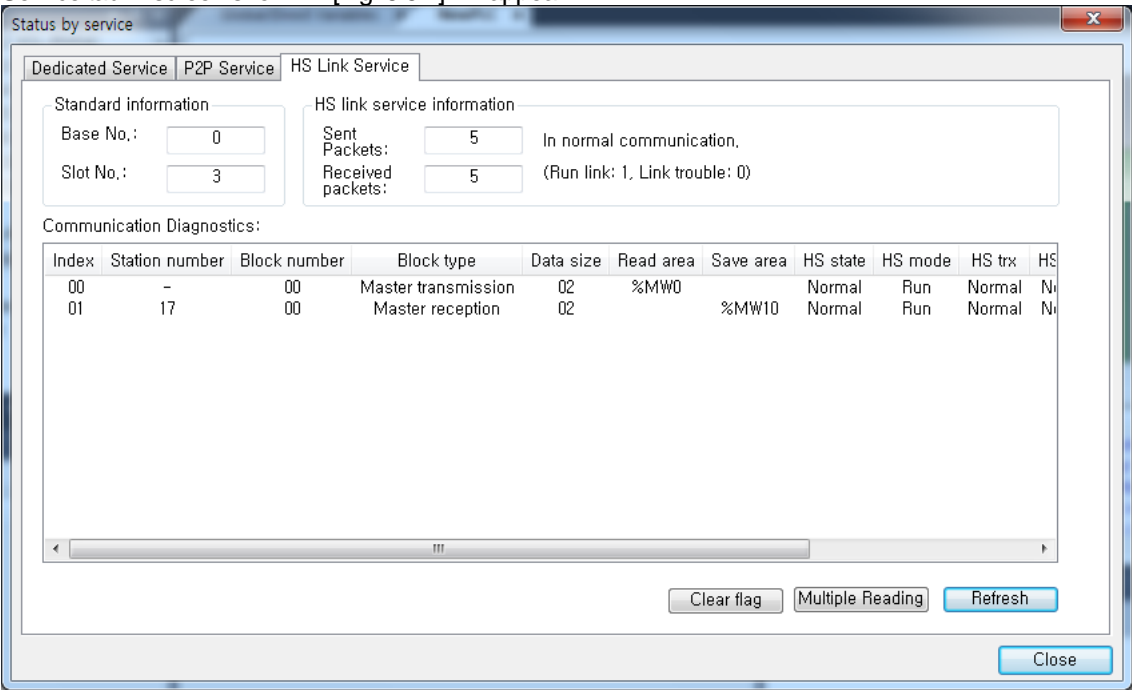 Status by service
Dedicated Service P2P Service HS Link Service
Standard information
Base No,: 0
Slot No,: 3
HS link service information
Sent Packets: 5
Received packets: 5
In normal communication,
(Run link: 1, Link trouble: 0)
Communication Diagnostics:
Index Station number Block number Block type Data size Read area Save area HS state HS mode HS trx HS
00 - 00 Master transmission 02 %MW0 Normal Run Normal
01 17 00 Master reception 02 %MW10 Normal Run Normal
Clear flag Multiple Reading Refresh
Close